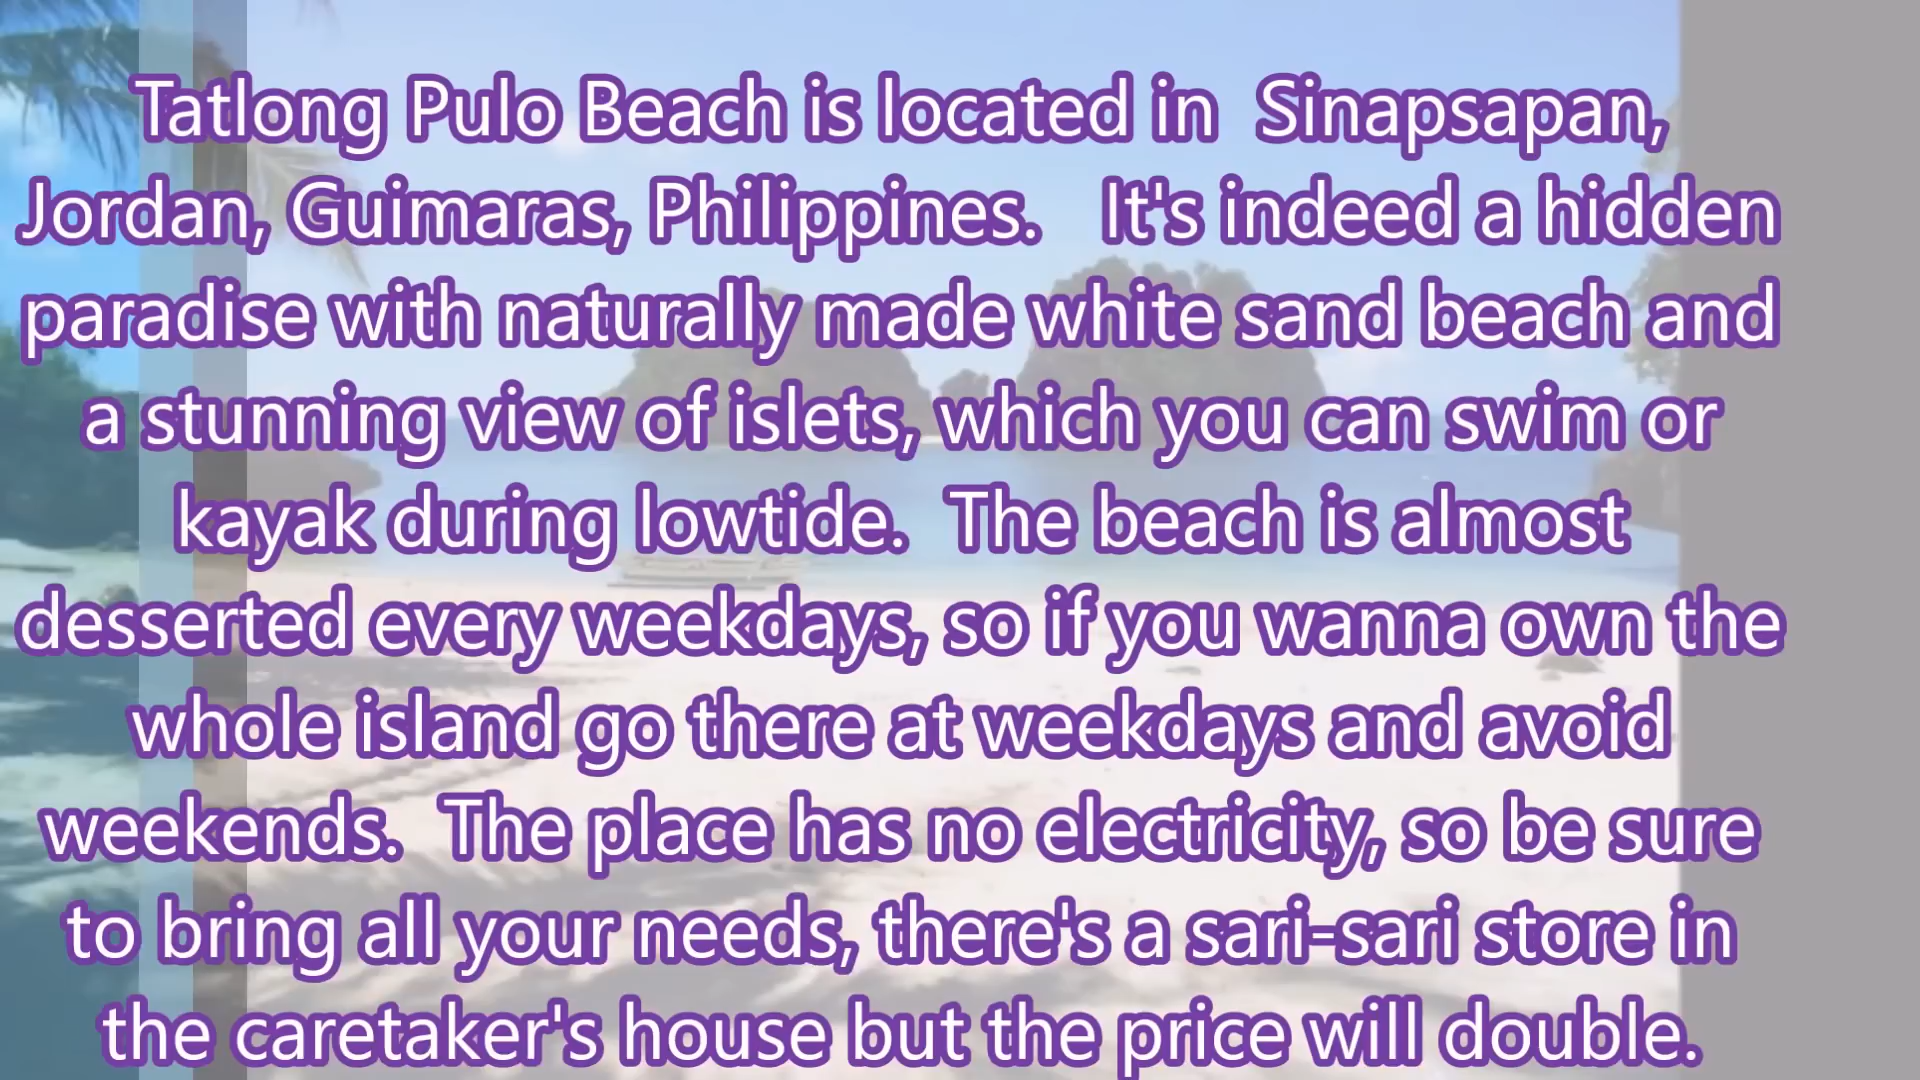 Tatlong Pulo Beach is located in  Sinapsapan,
Jordan, Guimaras, Philippines.   It's indeed a hidden
paradise with naturally made white sand beach and
a stunning view of islets, which you can swim or
kayak during lowtide.  The beach is almost
desserted every weekdays, so if you wanna own the
whole island go there at weekdays and avoid
weekends.  The place has no electricity, so be sure
to bring all your needs, there's a sari-sari store in
the caretaker's house but the price will double.